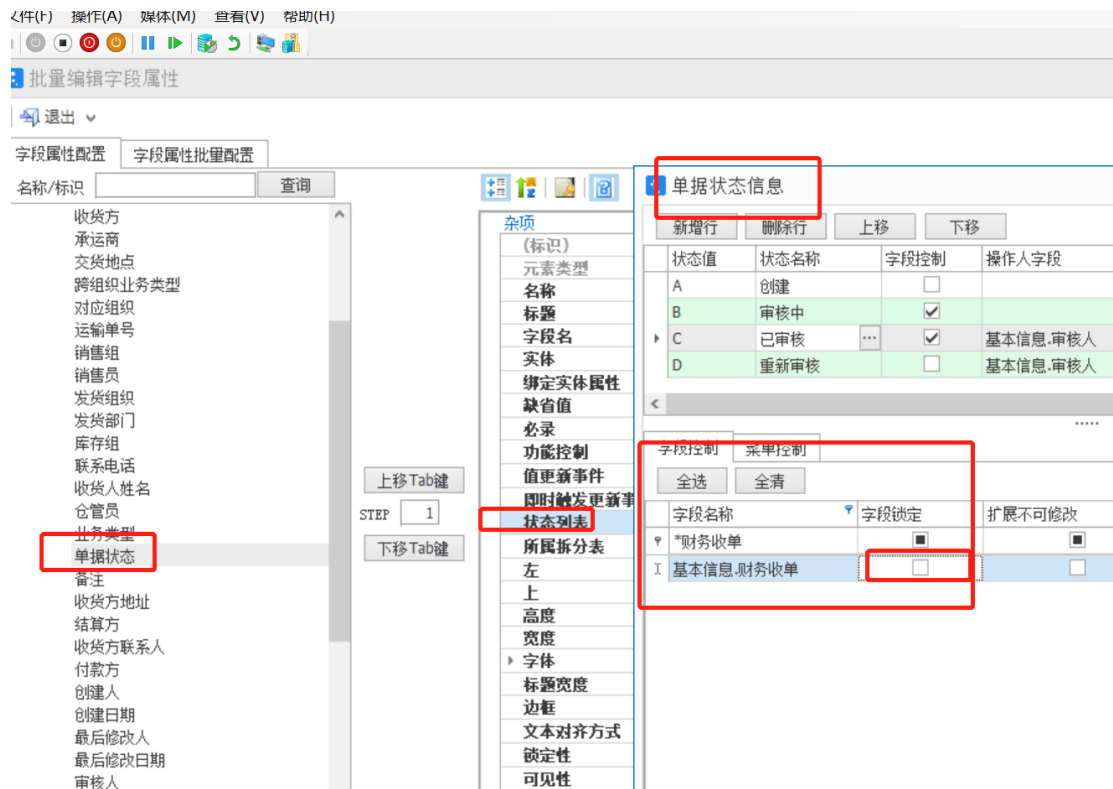 文件(F) 操作(A) 媒体(M) 查看(V) 帮助(H)
批量编辑字段属性
退出
字段属性配置 字段属性批量配置
名称/标识 查询
收货方
承运商
交货地点
跨组织业务类型
对应组织
运输单号
销售组
销售员
发货组织
发货部门
库存组
联系电话
收货人姓名
仓管员
业务类型
单据状态
备注
收货方地址
结算方
收货方联系人
付款方
创建人
创建日期
最后修改人
最后修改日期
审核人
上移Tab键
STEP 1
下移Tab键
杂项
(标识)
元素类型
名称
标题
字段名
实体
绑定实体属性
缺省值
必录
功能控制
值更新事件
即时触发更新事
状态列表
所属拆分表
左
上
高度
宽度
字体
标题宽度
边框
文本对齐方式
锁定性
可见性
单据状态信息
新增行 删除行 上移 下移
状态值 状态名称 字段控制 操作人字段
A 创建
B 审核中
C 已审核 ... 基本信息.审核人
D 重新审核 基本信息.审核人
字段控制 菜单控制
全选 全清
字段名称 字段锁定 扩展不可修改
*财务收单
基本信息.财务收单